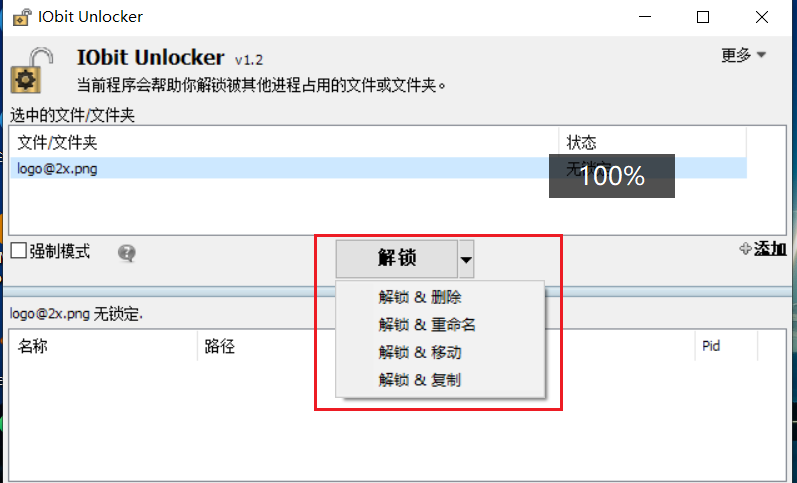 IObit Unlocker
IObit Unlocker v1.2
更多
当前程序会帮助你解锁被其他进程占用的文件或文件夹。
选中的文件/文件夹
文件/文件夹 状态
logo@2x.png 无锁定
100%
强制模式
解锁
添加
解锁 & 删除
logo@2x.png 无锁定.
解锁 & 重命名
名称 路径 Pid
解锁 & 移动
解锁 & 复制